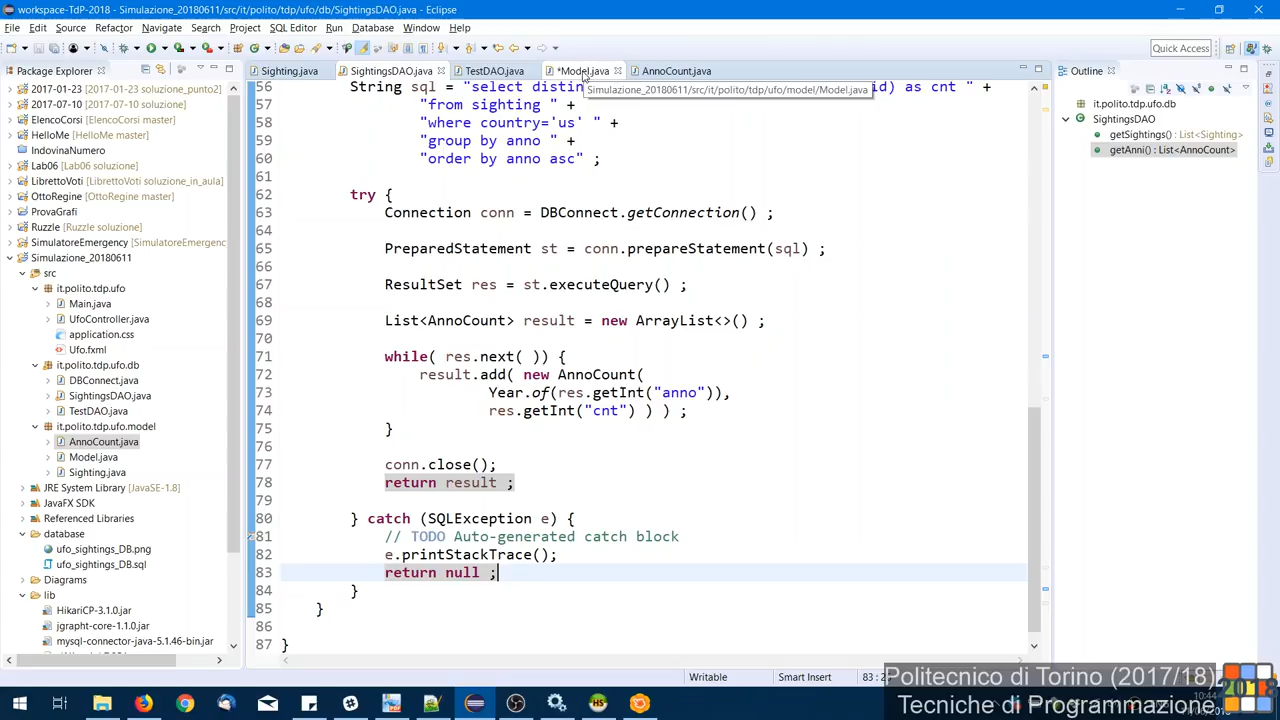 workspace-TdP-2018 - Simulazione_20180611/src/it/polito/tdp/ufo/db/SightingsDAO.java - Eclipse
File Edit Source Refactor Navigate Search Project SQL Editor Run Database Window Help
Quick Access
Package Explorer
Sighting.java SightingsDAO.java TestDAO.java *Model.java AnnoCount.java
Outline
Simulazione_20180611/src/it/polito/tdp/ufo/model/Model.java
2017-01-23 [2017-01-23 soluzione_punto2]
2017-07-10 [2017-07-10 soluzione]
ElencoCorsi [ElencoCorsi master]
HelloMe [HelloMe master]
IndovinaNumero
Lab06 [Lab06 soluzione]
LibrettoVoti [LibrettoVoti soluzione_in_aula]
OttoRegine [OttoRegine master]
ProvaGrafi
Ruzzle [Ruzzle soluzione]
SimulatoreEmergency [SimulatoreEmergenc
Simulazione_20180611
src
it.polito.tdp.ufo
Main.java
UfoController.java
application.css
Ufo.fxml
it.polito.tdp.ufo.db
DBConnect.java
SightingsDAO.java
TestDAO.java
it.polito.tdp.ufo.model
AnnoCount.java
Model.java
Sighting.java
JRE System Library [JavaSE-1.8]
JavaFX SDK
Referenced Libraries
database
ufo_sightings_DB.png
ufo_sightings_DB.sql
Diagrams
lib
HikariCP-3.1.0.jar
jgrapht-core-1.1.0.jar
mysql-connector-java-5.1.46-bin.jar
56 String sql = "select distin id) as cnt " +
57 "from sighting " +
58 "where country='us' " +
59 "group by anno " +
60 "order by anno asc" ;
61
62 try {
63 Connection conn = DBConnect.getConnection() ;
64
65 PreparedStatement st = conn.prepareStatement(sql) ;
66
67 ResultSet res = st.executeQuery() ;
68
69 List<AnnoCount> result = new ArrayList<>() ;
70
71 while( res.next( )) {
72 result.add( new AnnoCount(
73 Year.of(res.getInt("anno")),
74 res.getInt("cnt") ) ) ;
75 }
76
77 conn.close();
78 return result ;
79
80 } catch (SQLException e) {
81 // TODO Auto-generated catch block
82 e.printStackTrace();
83 return null ;
84 }
85 }
86
87 }
it.polito.tdp.ufo.db
SightingsDAO
getSightings() : List<Sighting>
getAnni() : List<AnnoCount>
Writable Smart Insert 83 : 2
Politecnico di Torino (2017/18)
Tecniche di Programmazione
2018
10:44